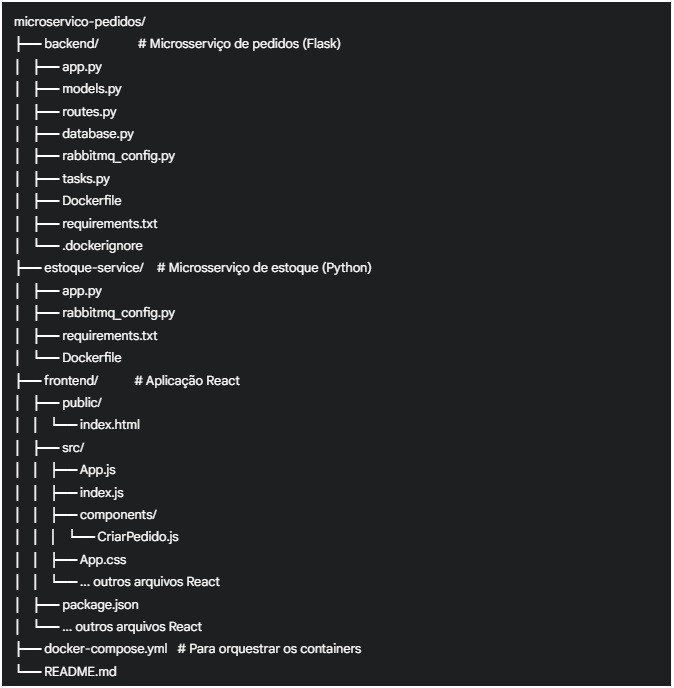 microservico-pedidos/
├── backend/ # Microsserviço de pedidos (Flask)
│ ├── app.py
│ ├── models.py
│ ├── routes.py
│ ├── database.py
│ ├── rabbitmq_config.py
│ ├── tasks.py
│ ├── Dockerfile
│ ├── requirements.txt
│ └── .dockerignore
├── estoque-service/ # Microsserviço de estoque (Python)
│ ├── app.py
│ ├── rabbitmq_config.py
│ ├── requirements.txt
│ └── Dockerfile
├── frontend/ # Aplicação React
│ ├── public/
│ │ └── index.html
│ ├── src/
│ │ ├── App.js
│ │ ├── index.js
│ │ ├── components/
│ │ │ └── CriarPedido.js
│ │ ├── App.css
│ │ └── ... outros arquivos React
│ ├── package.json
│ └── ... outros arquivos React
├── docker-compose.yml # Para orquestrar os containers
└── README.md